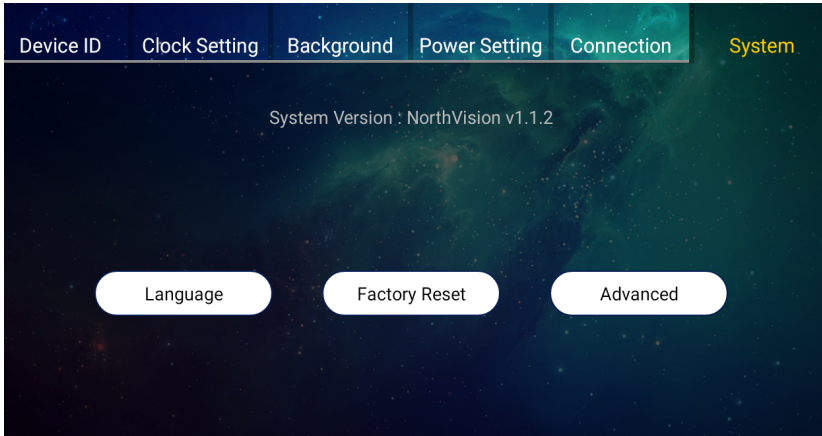 Device ID Clock Setting Background Power Setting Connection System
System Version : NorthVision v1.1.2
Language Factory Reset Advanced